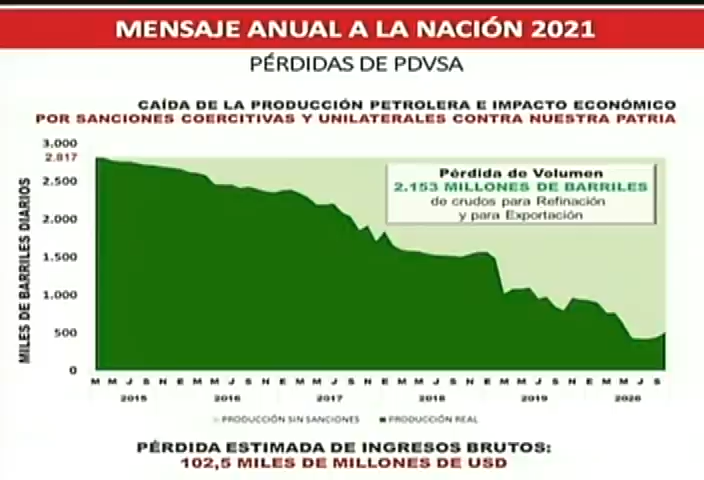 MENSAJE ANUAL A LA NACIÓN 2021
PÉRDIDAS DE PDVSA
CAÍDA DE LA PRODUCCIÓN PETROLERA E IMPACTO ECONÓMICO
POR SANCIONES COERCITIVAS Y UNILATERALES CONTRA NUESTRA PATRIA
MILES DE BARRILES DIARIOS
3.000
2.817
2.500
2.000
1.500
1.000
500
0
Pérdida de Volumen
2.153 MILLONES DE BARRILES
de crudos para Refinación
y para Exportación
M M J S N E M M J S N E M M J S N E M M J S N E M M J S N E M M J S
2015 2016 2017 2018 2019 2020
PRODUCCIÓN SIN SANCIONES PRODUCCIÓN REAL
PÉRDIDA ESTIMADA DE INGRESOS BRUTOS:
102,5 MILES DE MILLONES DE USD